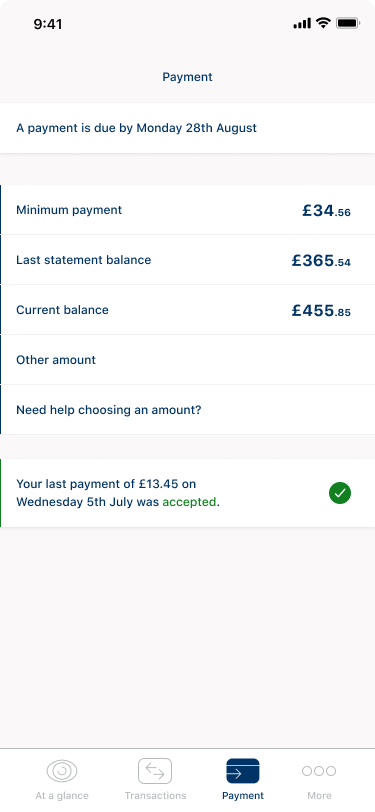 9:41
Payment
A payment is due by Monday 28th August
Minimum payment £34.56
Last statement balance £365.54
Current balance £455.85
Other amount
Need help choosing an amount?
Your last payment of £13.45 on
Wednesday 5th July was accepted.
At a glance Transactions Payment More